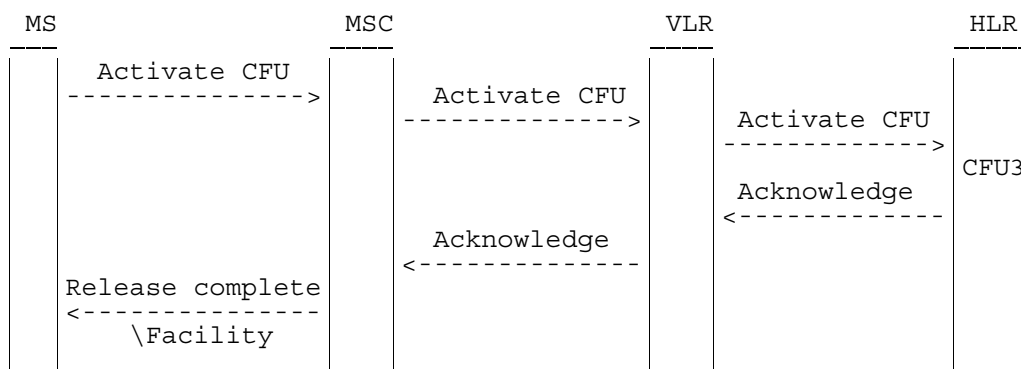 MS MSC VLR HLR
Activate CFU
Activate CFU
Activate CFU
CFU3
Acknowledge
Acknowledge
Release complete
\Facility